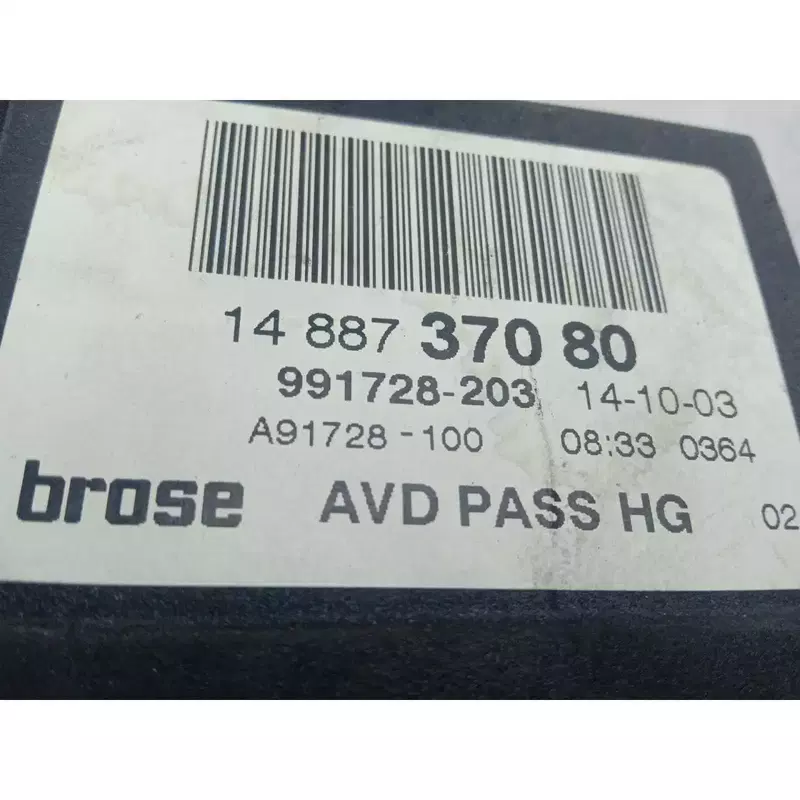 14 887 370 80
991728-203 14-10-03
A91728-100 08:33 0364
brose AVD PASS HG 02